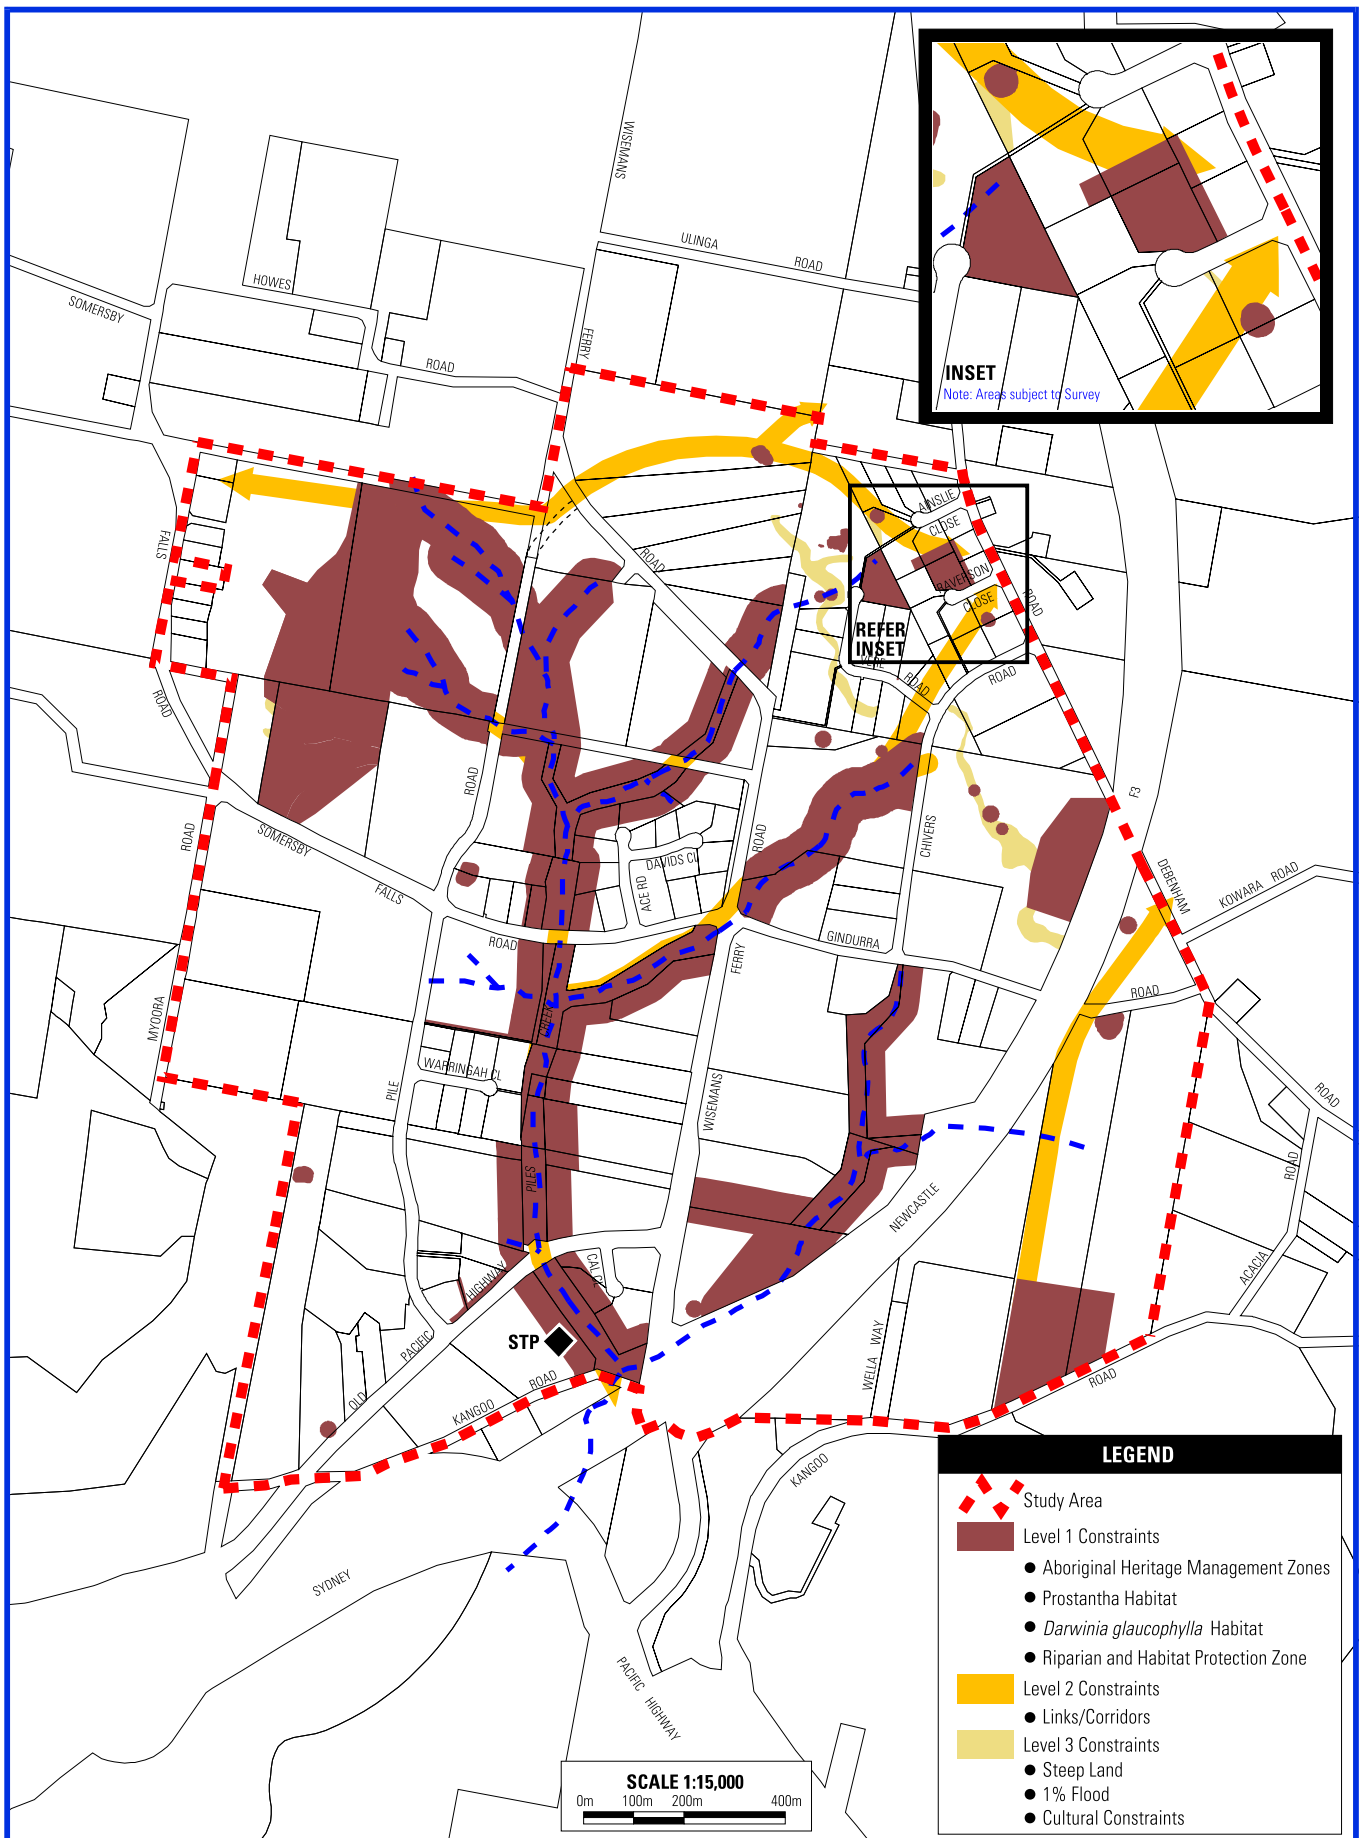 WISEMANS
ULINGA
ROAD
HOWES
SOMERSBY
FERRY
ROAD
INSET
Note: Areas subject to Survey
AINSLIE
CLOSE
FALLS
ROAD
CLOSE
ROAD
REFER
INSET
ROAD
ROAD
ROAD
F3
ROAD
ROAD
SOMERSBY
ROAD
CHIVERS
DAVIDS CL
ACE RD
FALLS
DEBENHAM
KOWARA ROAD
ROAD
GINDURRA
FERRY
ROAD
MYOORA
CREEK
WARRINGAH CL
PILE
WISEMANS
ROAD
ROAD
PILES
NEWCASTLE
ACACIA
HIGHWAY
CAL CL
STP
PACIFIC
WELLA WAY
ROAD
ROAD
OLD
KANGOO
KANGOO
SYDNEY
PACIFIC HIGHWAY
SCALE 1:15,000
0m 100m 200m 400m
LEGEND
Study Area
Level 1 Constraints
● Aboriginal Heritage Management Zones
● Prostantha Habitat
● Darwinia glaucophylla Habitat
● Riparian and Habitat Protection Zone
Level 2 Constraints
● Links/Corridors
Level 3 Constraints
● Steep Land
● 1% Flood
● Cultural Constraints